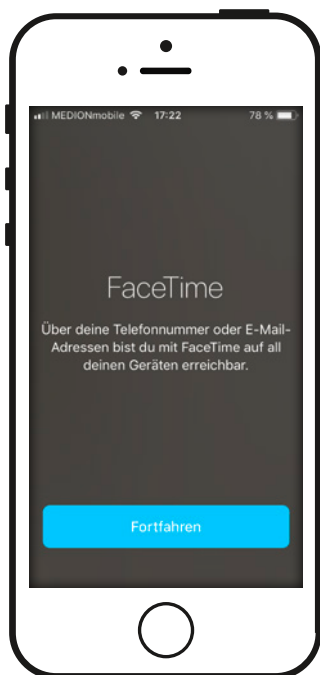 MEDIONmobile 17:22 78 %
FaceTime
Über deine Telefonnummer oder E-Mail-
Adressen bist du mit FaceTime auf all
deinen Geräten erreichbar.
Fortfahren